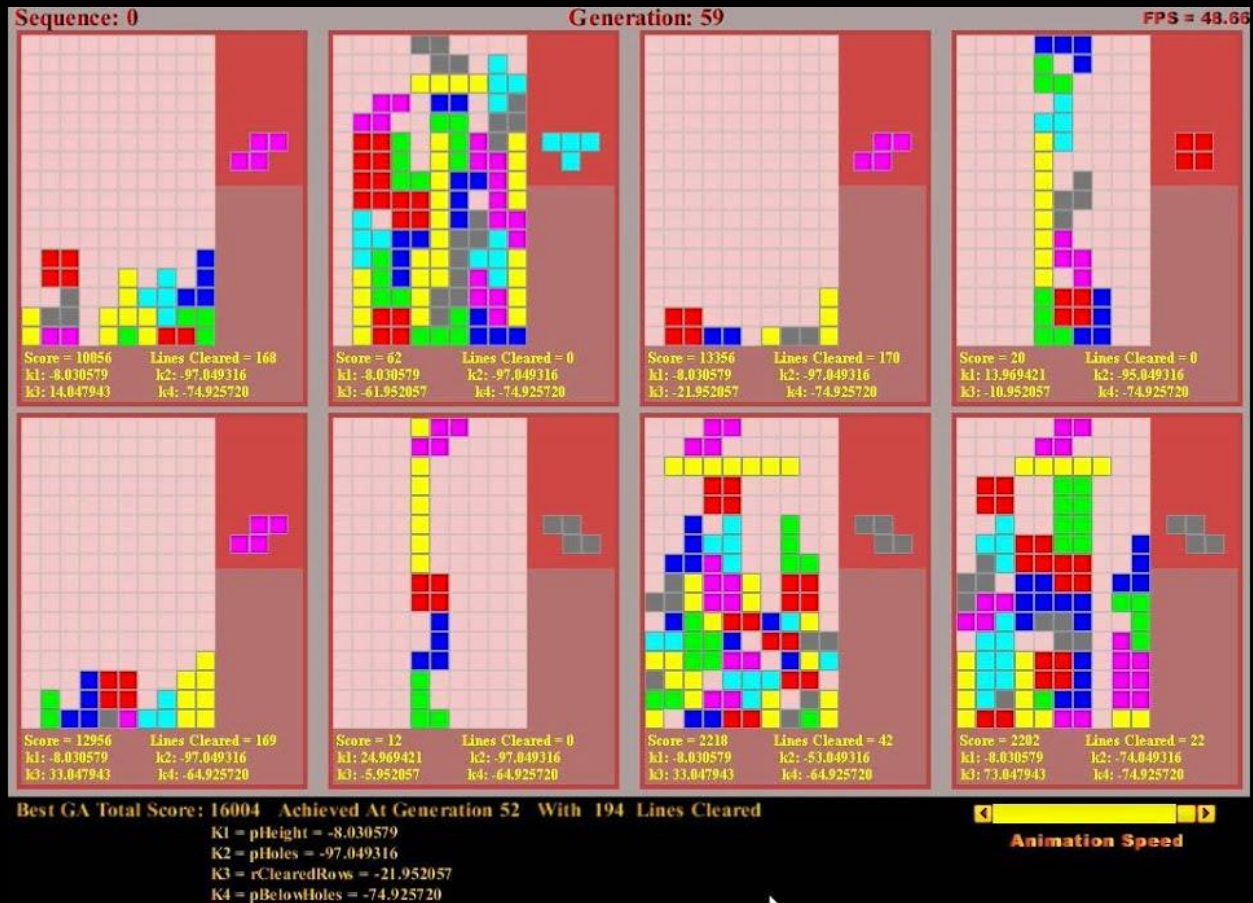 Sequence: 0 Generation: 59 FPS = 48.66
Score = 10056 Lines Cleared = 168
k1: -8.030579 k2: -97.049316
k3: 14.047943 k4: -74.925720
Score = 62 Lines Cleared = 0
k1: -8.030579 k2: -97.049316
k3: -61.952057 k4: -74.925720
Score = 13356 Lines Cleared = 170
k1: -8.030579 k2: -97.049316
k3: -21.952057 k4: -74.925720
Score = 20 Lines Cleared = 0
k1: 13.969421 k2: -95.049316
k3: -10.952057 k4: -74.925720
Score = 12956 Lines Cleared = 169
k1: -8.030579 k2: -97.049316
k3: 33.047943 k4: -64.925720
Score = 12 Lines Cleared = 0
k1: 24.969421 k2: -97.049316
k3: -5.952057 k4: -64.925720
Score = 2218 Lines Cleared = 42
k1: -8.030579 k2: -53.049316
k3: 33.047943 k4: -64.925720
Score = 2202 Lines Cleared = 22
k1: -8.030579 k2: -74.049316
k3: 73.047943 k4: -74.925720
Best GA Total Score: 16004 Achieved At Generation 52 With 194 Lines Cleared
K1 = pHeight = -8.030579
K2 = pHoles = -97.049316
K3 = rClearedRows = -21.952057
K4 = pBelowHoles = -74.925720
Animation Speed